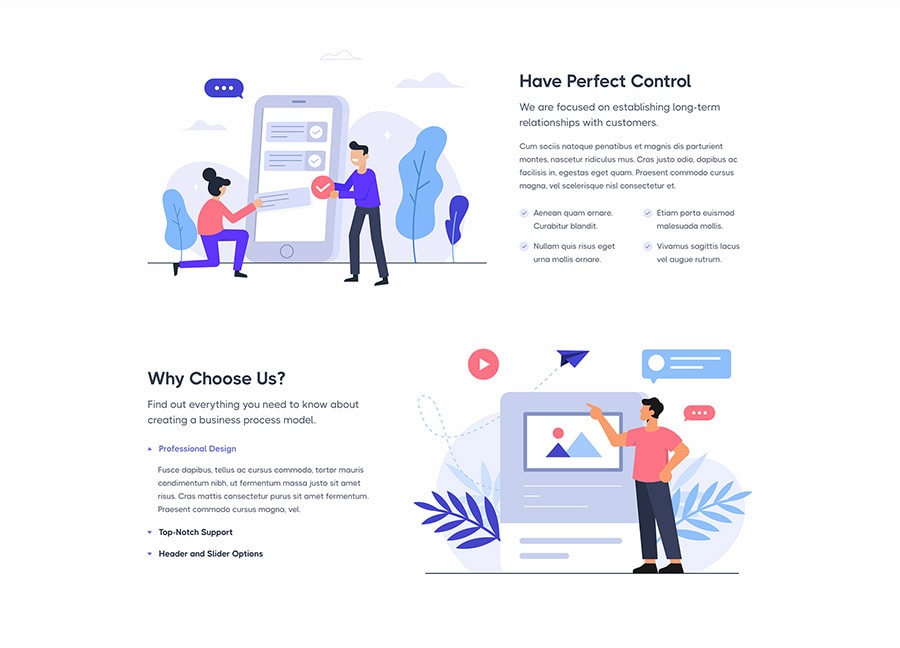 Have Perfect Control
We are focused on establishing long-term
relationships with customers.
Cum sociis natoque penatibus et magnis dis parturient
montes, nascetur ridiculus mus. Cras justo odio, dapibus ac
facilisis in, egestas eget quam. Praesent commodo cursus
magna, vel scelerisque nisl consectetur et.
Aenean quam ornare.
Curabitur blandit.
Etiam porta euismod
malesuada mollis.
Nullam quis risus eget
urna mollis ornare.
Vivamus sagittis lacus
vel augue rutrum.
Why Choose Us?
Find out everything you need to know about
creating a business process model.
Professional Design
Fusce dapibus, tellus ac cursus commodo, tortor mauris
condimentum nibh, ut fermentum massa justo sit amet
risus. Cras mattis consectetur purus sit amet fermentum.
Praesent commodo cursus magna, vel.
Top-Notch Support
Header and Slider Options